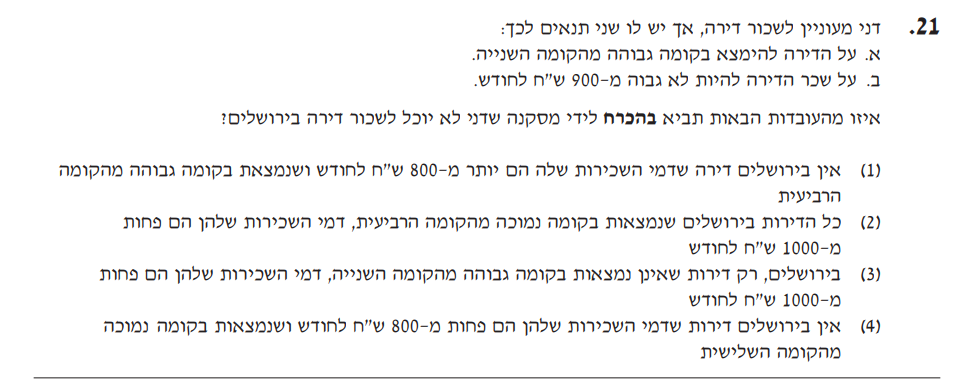 21. דני מעוניין לשכור דירה, אך יש לו שני תנאים לכך:
א. על הדירה להימצא בקומה גבוהה מהקומה השנייה.
ב. על שכר הדירה להיות לא גבוה מ-900 ש"ח לחודש.
איזו מהעובדות הבאות תביא בהכרח לידי מסקנה שדני לא יוכל לשכור דירה בירושלים?
(1) אין בירושלים דירה שדמי השכירות שלה הם יותר מ-800 ש"ח לחודש ושנמצאת בקומה גבוהה מהקומה
הרביעית
(2) כל הדירות בירושלים שנמצאות בקומה נמוכה מהקומה הרביעית, דמי השכירות שלהן הם פחות
מ-1000 ש"ח לחודש
(3) בירושלים, רק דירות שאינן נמצאות בקומה גבוהה מהקומה השנייה, דמי השכירות שלהן הם פחות
מ-1000 ש"ח לחודש
(4) אין בירושלים דירות שדמי השכירות שלהן הם פחות מ-800 ש"ח לחודש ושנמצאות בקומה נמוכה
מהקומה השלישית